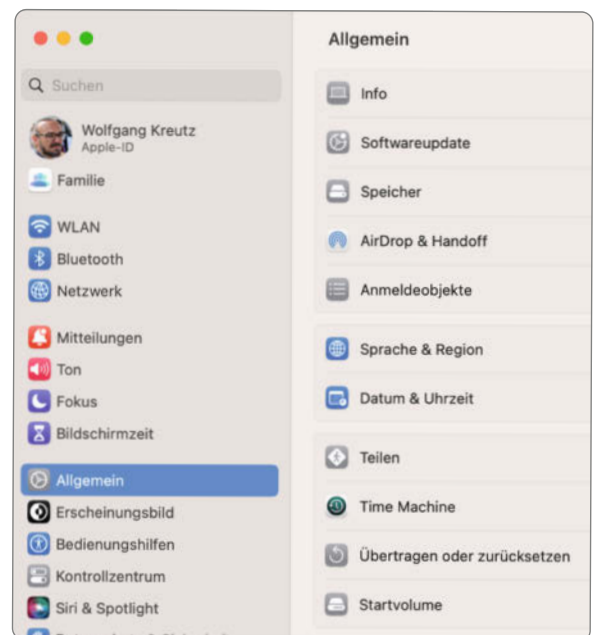 Suchen
Wolfgang Kreutz
Apple-ID
Familie
WLAN
Bluetooth
Netzwerk
Mitteilungen
Ton
Fokus
Bildschirmzeit
Allgemein
Erscheinungsbild
Bedienungshilfen
Kontrollzentrum
Siri & Spotlight
Allgemein
Info
Softwareupdate
Speicher
AirDrop & Handoff
Anmeldeobjekte
Sprache & Region
Datum & Uhrzeit
Teilen
Time Machine
Übertragen oder zurücksetzen
Startvolume